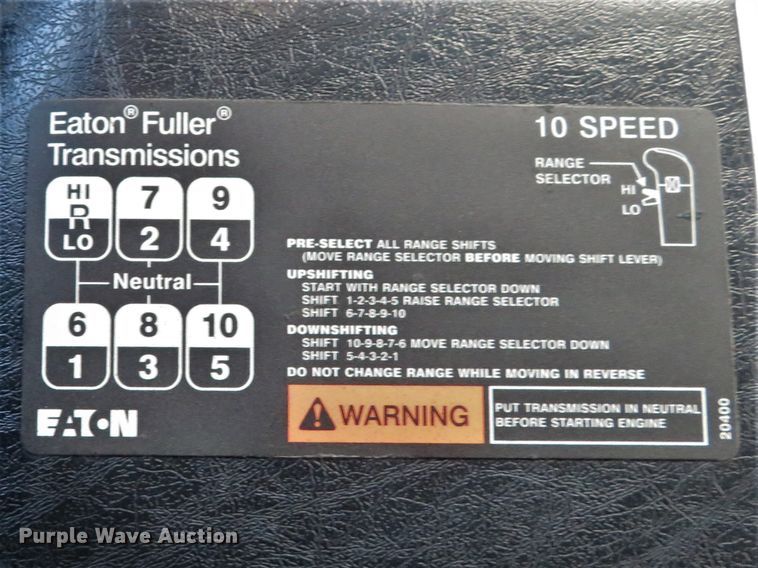 Eaton® Fuller®
Transmissions
10 SPEED
RANGE
SELECTOR
HI
LO
HI 7 9
R
LO 2 4
Neutral
6 8 10
1 3 5
PRE-SELECT ALL RANGE SHIFTS
(MOVE RANGE SELECTOR BEFORE MOVING SHIFT LEVER)
UPSHIFTING
START WITH RANGE SELECTOR DOWN
SHIFT 1-2-3-4-5 RAISE RANGE SELECTOR
SHIFT 6-7-8-9-10
DOWNSHIFTING
SHIFT 10-9-8-7-6 MOVE RANGE SELECTOR DOWN
SHIFT 5-4-3-2-1
DO NOT CHANGE RANGE WHILE MOVING IN REVERSE
EATON
WARNING
PUT TRANSMISSION IN NEUTRAL
BEFORE STARTING ENGINE
20400
Purple Wave Auction